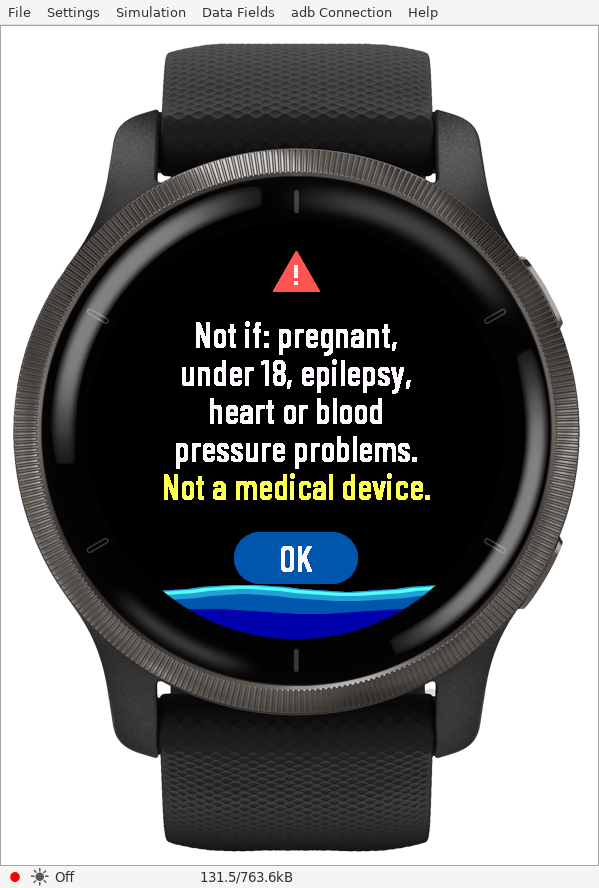 File Settings Simulation Data Fields adb Connection Help
Not if: pregnant,
under 18, epilepsy,
heart or blood
pressure problems.
Not a medical device.
OK
Off 131.5/763.6kB